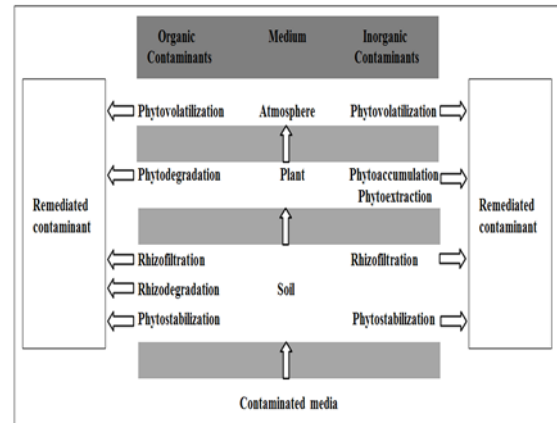 Organic Medium Inorganic
Contaminants Contaminants
Phytovolatilization Atmosphere Phytovolatilization
Phytodegradation Plant Phytoaccumulation
Phytoextraction
Remediated
contaminant
Remediated
contaminant
Rhizofiltration Rhizofiltration
Rhizodegradation Soil
Phytostabilization Phytostabilization
Contaminated media